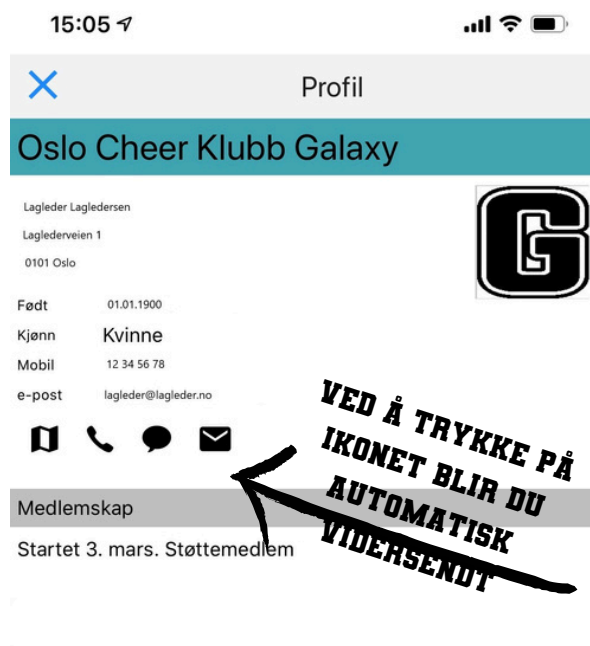 15:05
Profil
Oslo Cheer Klubb Galaxy
Lagleder Lagledersen
Laglederveien 1
0101 Oslo
G
Født 01.01.1900
Kjønn Kvinne
Mobil 12 34 56 78
e-post lagleder@lagleder.no
VED Å TRYKKE PÅ
IKONET BLIR DU
AUTOMATISK
VIDERSENDT
Medlemskap
Startet 3. mars. Støttemedlem